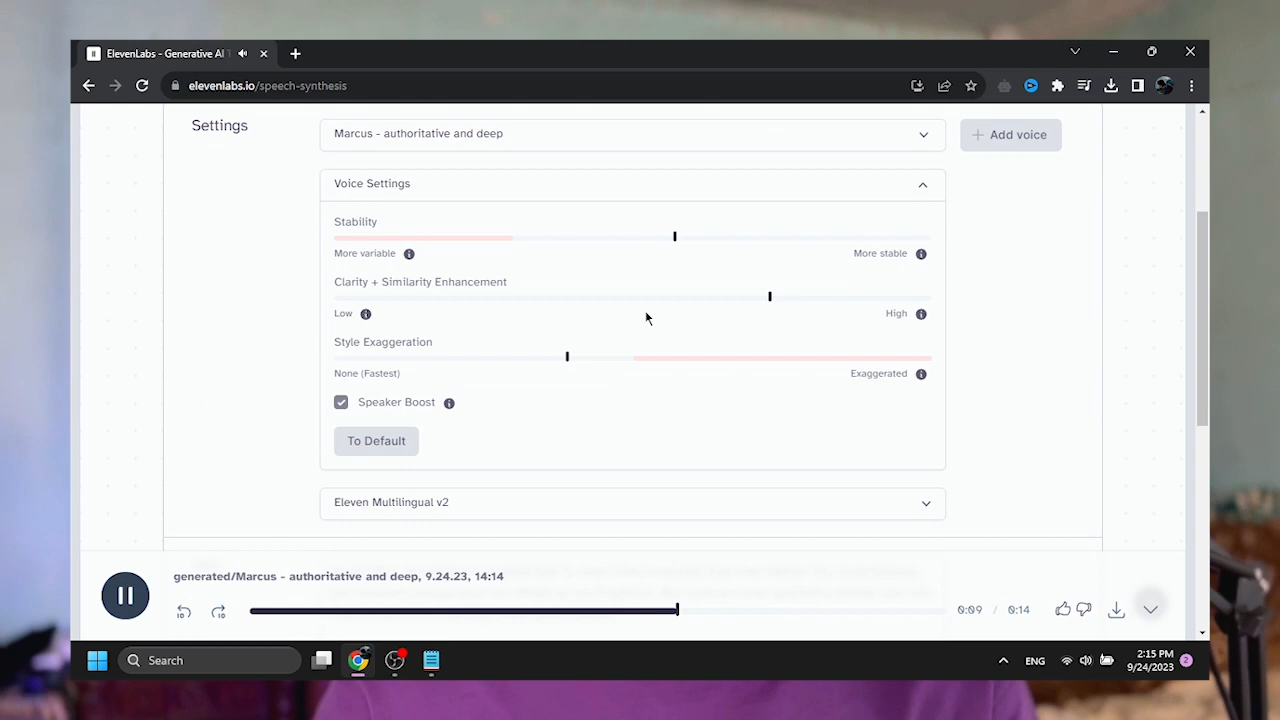 ElevenLabs - Generative AI
elevenlabs.io/speech-synthesis
Settings
Marcus - authoritative and deep
+ Add voice
Voice Settings
Stability
More variable
More stable
Clarity + Similarity Enhancement
Low
High
Style Exaggeration
None (Fastest)
Exaggerated
Speaker Boost
To Default
Eleven Multilingual v2
generated/Marcus - authoritative and deep, 9.24.23, 14:14
10
10
0:09 / 0:14
Search
ENG
2:15 PM
9/24/2023
2